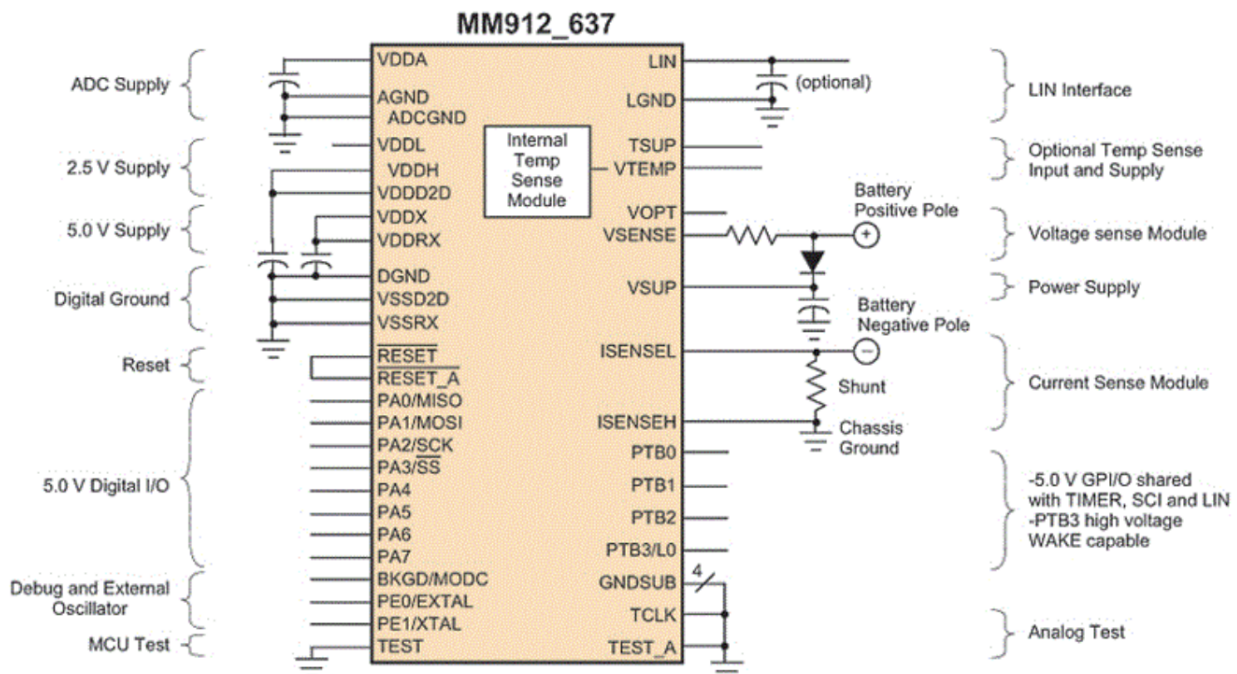 MM912_637
ADC Supply
2.5 V Supply
5.0 V Supply
Digital Ground
Reset
5.0 V Digital I/O
Debug and External
Oscillator
MCU Test
VDDA
AGND
ADCGND
VDDL
VDDH
VDDD2D
VDDX
VDDRX
DGND
VSSD2D
VSSRX
RESET
RESET_A
PA0/MISO
PA1/MOSI
PA2/SCK
PA3/SS
PA4
PA5
PA6
PA7
BKGD/MODC
PE0/EXTAL
PE1/XTAL
TEST
Internal
Temp
Sense
Module
LIN
LGND
TSUP
VTEMP
VOPT
VSENSE
VSUP
ISENSEL
ISENSEH
PTB0
PTB1
PTB2
PTB3/L0
GNDSUB
TCLK
TEST_A
(optional)
Battery
Positive Pole
+
Battery
Negative Pole
−
Shunt
Chassis
Ground
4
LIN Interface
Optional Temp Sense
Input and Supply
Voltage sense Module
Power Supply
Current Sense Module
-5.0 V GPI/O shared
with TIMER, SCI and LIN
-PTB3 high voltage
WAKE capable
Analog Test